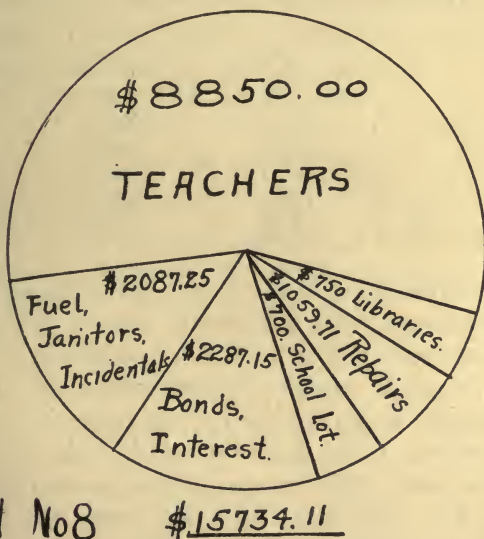 $8850.00
TEACHERS
$2087.25
Fuel,
Janitors,
Incidentals
$2287.15
Bonds,
Interest.
$700. School Lot.
$1059.71 Repairs
$750 Libraries.
No8 $15734.11